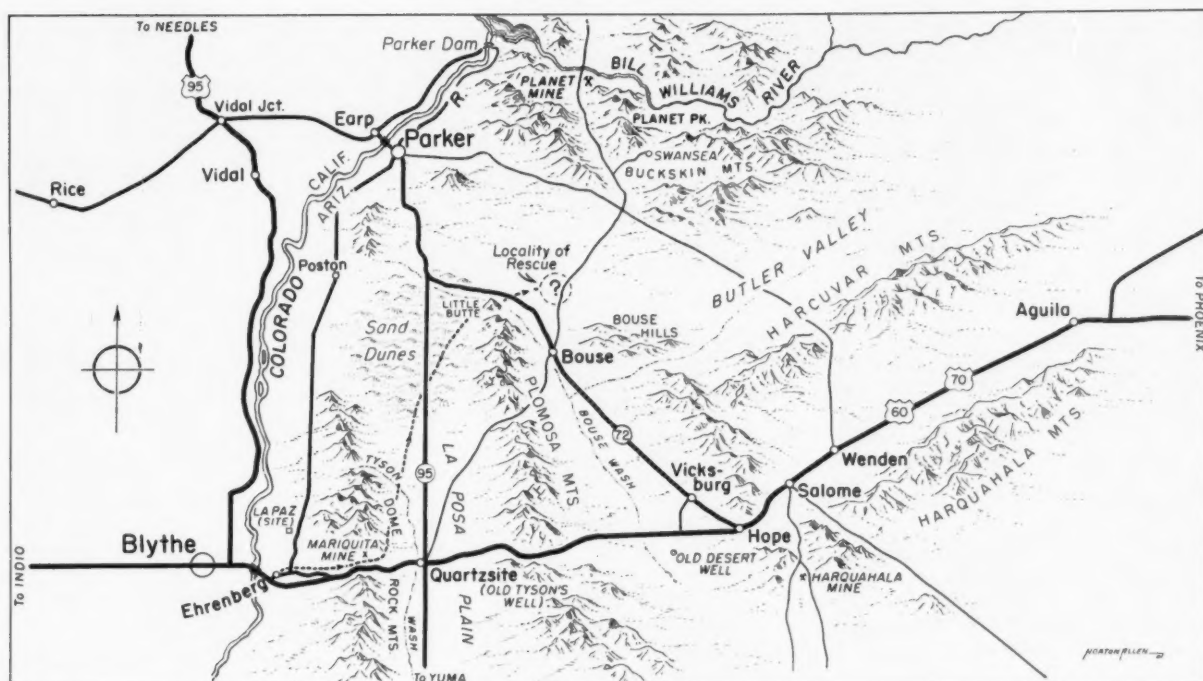 To NEEDLES
95
Vidal Jct.
Rice
Vidal
Earp
Parker
Parker Dam
COLORADO
R.
CALIF.
ARIZ.
PLANET
MINE
BILL
WILLIAMS
RIVER
PLANET PK.
SWANSEA
BUCKSKIN MTS.
Poston
Locality of
Rescue
?
LITTLE
BUTTE
Sand
Dunes
BUTLER VALLEY
HARCUVAR MTS.
BOUSE
HILLS
Bouse
Aguila
To PHOENIX
70
60
HARQUAHALA MTS.
PLOMOSA MTS.
BOUSE WASH
72
95
LA
POSA
PLAIN
TYSON
WASH
DOME
ROCK MTS.
Vicks-
burg
Wenden
Salome
Hope
LA PAZ
(SITE)
MARIQUITA
MINE
Blythe
To INDIO
Ehrenberg
Quartzsite
(OLD TYSON'S
WELL)
OLD DESERT
WELL
HARQUAHALA
MINE
To YUMA
NORTON ALLEN